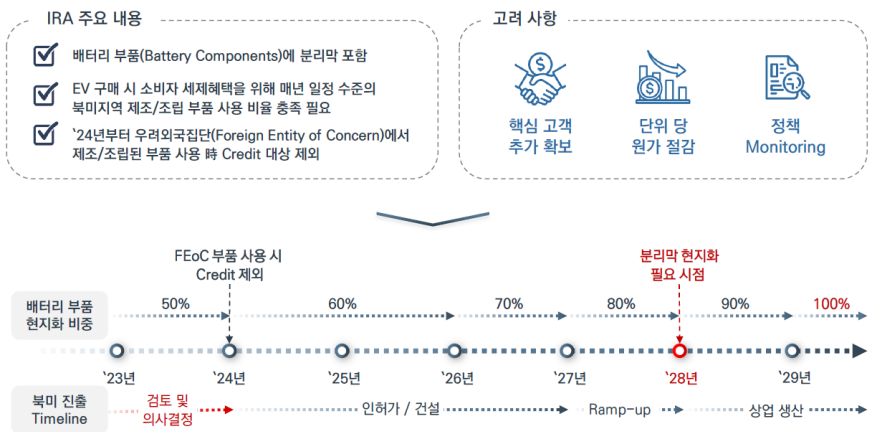 IRA 주요 내용
배터리 부품(Battery Components)에 분리막 포함
EV 구매 시 소비자 세제혜택을 위해 매년 일정 수준의
북미지역 제조/조립 부품 사용 비율 충족 필요
‘24년부터 우려외국집단(Foreign Entity of Concern)에서
제조/조립된 부품 사용 時 Credit 대상 제외
고려 사항
핵심 고객
추가 확보
단위 당
원가 절감
정책
Monitoring
FEoC 부품 사용 시
Credit 제외
분리막 현지화
필요 시점
배터리 부품
현지화 비중
50%
60%
70%
80%
90%
100%
‘23년
‘24년
‘25년
‘26년
‘27년
‘28년
‘29년
북미 진출
Timeline
검토 및
의사결정
인허가 / 건설
Ramp-up
상업 생산